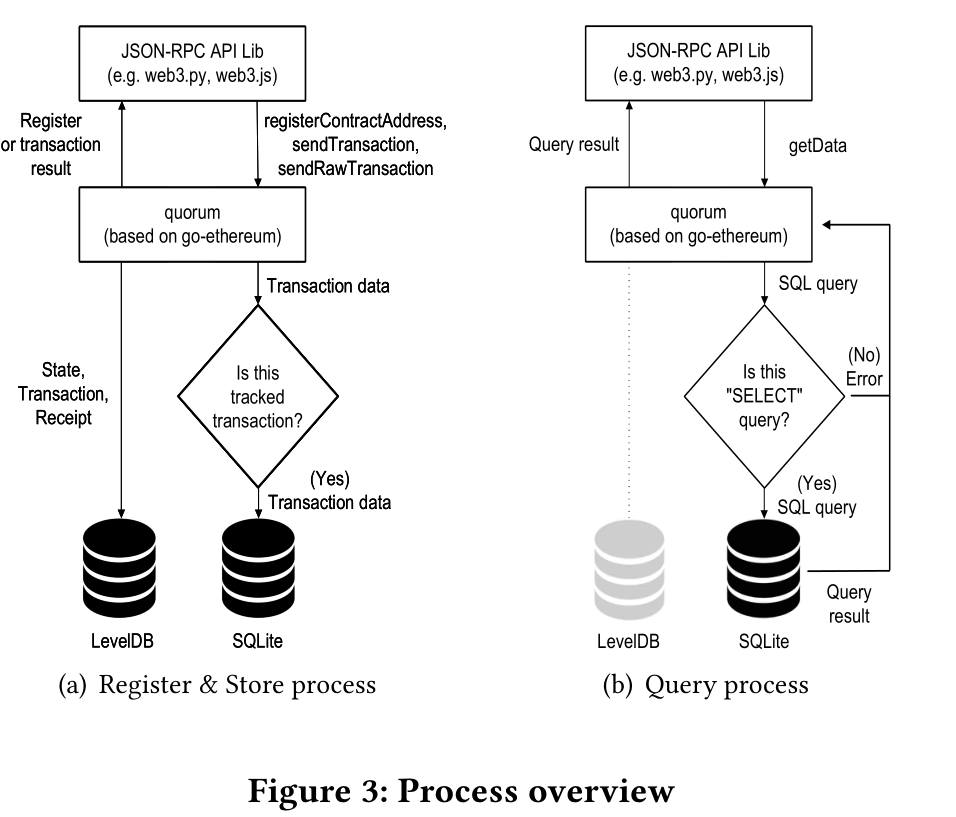 JSON-RPC API Lib
(e.g. web3.py, web3.js)
Register
or transaction
result
registerContractAddress,
sendTransaction,
sendRawTransaction
quorum
(based on go-ethereum)
Transaction data
State,
Transaction,
Receipt
Is this
tracked
transaction?
(Yes)
Transaction data
LevelDB
SQLite
(a) Register & Store process
JSON-RPC API Lib
(e.g. web3.py, web3.js)
Query result
getData
quorum
(based on go-ethereum)
SQL query
Is this
"SELECT"
query?
(No)
Error
(Yes)
SQL query
Query
result
LevelDB
SQLite
(b) Query process
Figure 3: Process overview